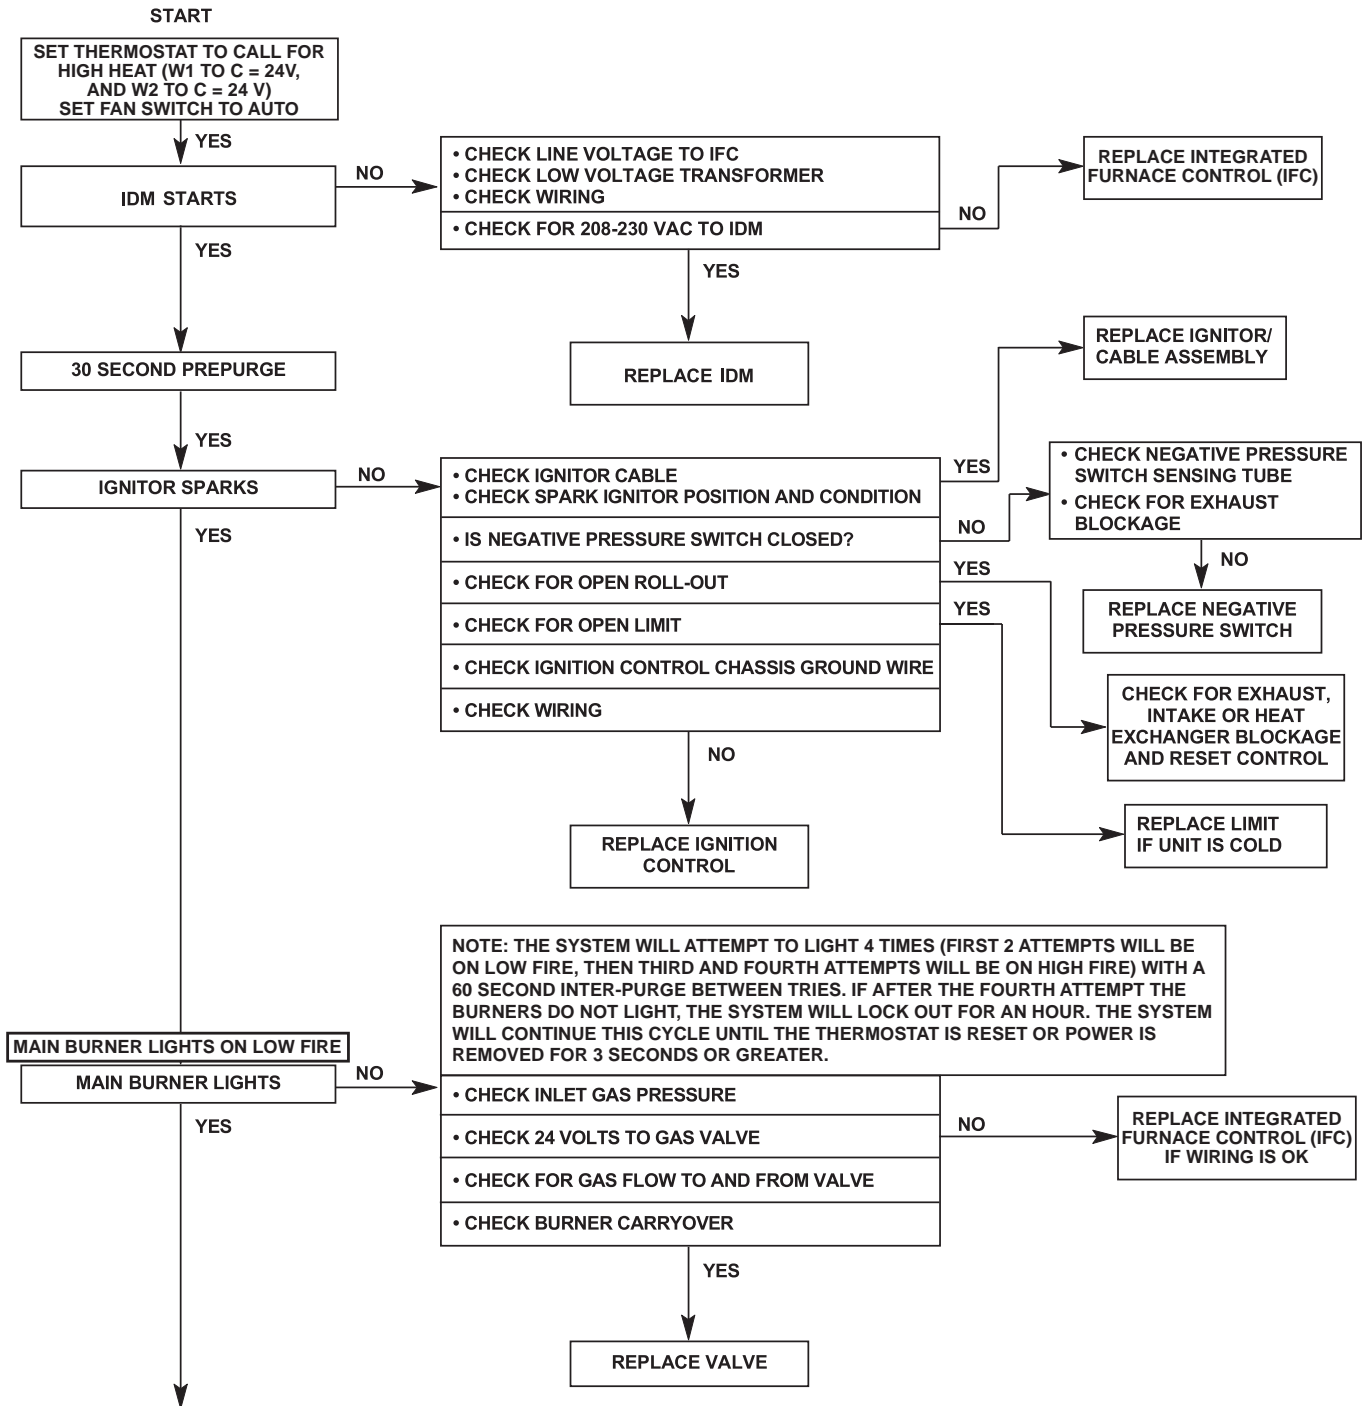 START
SET THERMOSTAT TO CALL FOR
HIGH HEAT (W1 TO C = 24V,
AND W2 TO C = 24 V)
SET FAN SWITCH TO AUTO
YES
IDM STARTS
NO
• CHECK LINE VOLTAGE TO IFC
• CHECK LOW VOLTAGE TRANSFORMER
• CHECK WIRING
• CHECK FOR 208-230 VAC TO IDM
NO
REPLACE INTEGRATED
FURNACE CONTROL (IFC)
YES
REPLACE IDM
YES
30 SECOND PREPURGE
YES
IGNITOR SPARKS
NO
• CHECK IGNITOR CABLE
• CHECK SPARK IGNITOR POSITION AND CONDITION
YES
REPLACE IGNITOR/
CABLE ASSEMBLY
• IS NEGATIVE PRESSURE SWITCH CLOSED?
NO
• CHECK NEGATIVE PRESSURE
SWITCH SENSING TUBE
• CHECK FOR EXHAUST
BLOCKAGE
NO
REPLACE NEGATIVE
PRESSURE SWITCH
• CHECK FOR OPEN ROLL-OUT
YES
CHECK FOR EXHAUST,
INTAKE OR HEAT
EXCHANGER BLOCKAGE
AND RESET CONTROL
• CHECK FOR OPEN LIMIT
YES
REPLACE LIMIT
IF UNIT IS COLD
• CHECK IGNITION CONTROL CHASSIS GROUND WIRE
• CHECK WIRING
NO
REPLACE IGNITION
CONTROL
YES
NOTE: THE SYSTEM WILL ATTEMPT TO LIGHT 4 TIMES (FIRST 2 ATTEMPTS WILL BE
ON LOW FIRE, THEN THIRD AND FOURTH ATTEMPTS WILL BE ON HIGH FIRE) WITH A
60 SECOND INTER-PURGE BETWEEN TRIES. IF AFTER THE FOURTH ATTEMPT THE
BURNERS DO NOT LIGHT, THE SYSTEM WILL LOCK OUT FOR AN HOUR. THE SYSTEM
WILL CONTINUE THIS CYCLE UNTIL THE THERMOSTAT IS RESET OR POWER IS
REMOVED FOR 3 SECONDS OR GREATER.
MAIN BURNER LIGHTS ON LOW FIRE
MAIN BURNER LIGHTS
NO
• CHECK INLET GAS PRESSURE
• CHECK 24 VOLTS TO GAS VALVE
NO
REPLACE INTEGRATED
FURNACE CONTROL (IFC)
IF WIRING IS OK
• CHECK FOR GAS FLOW TO AND FROM VALVE
• CHECK BURNER CARRYOVER
YES
REPLACE VALVE
YES